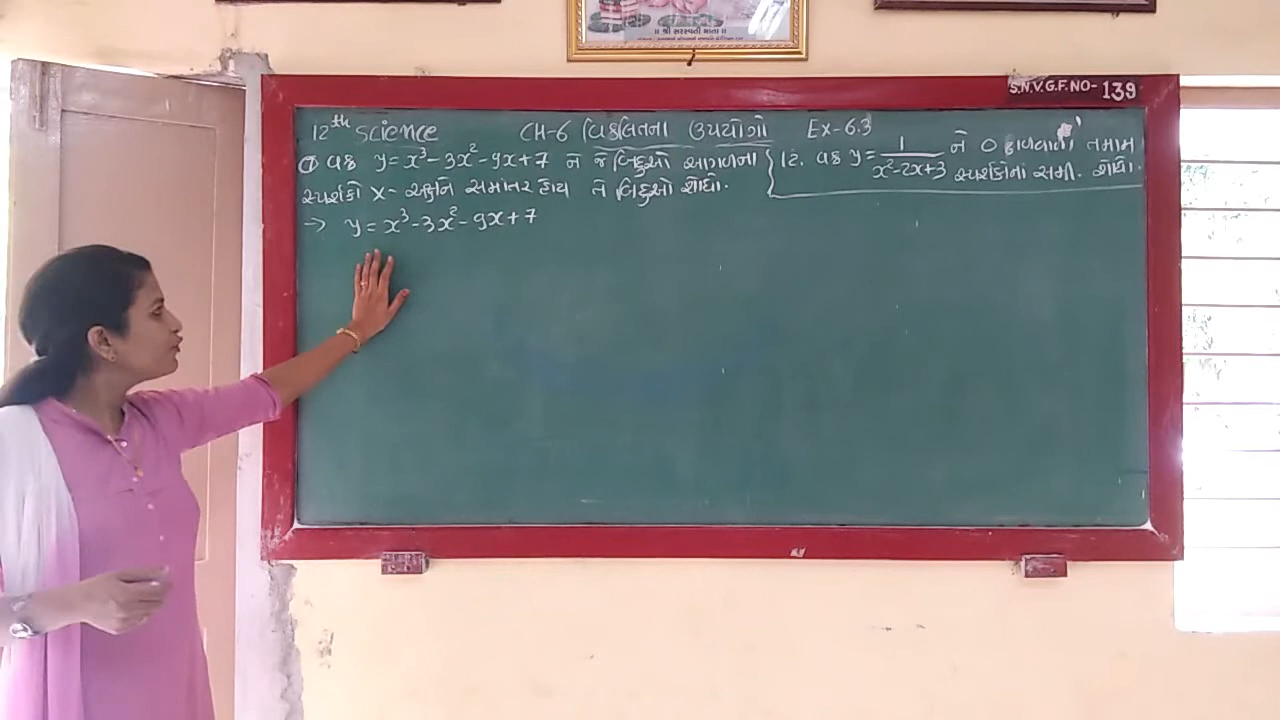 ॥ શ્રી સરસ્વતી માતા ॥
S.N.V.G.F.NO- 139
12th Science CH-6 વિકલિતના ઉપયોગો Ex-6.3
વક્ર y = x³ - 3x² - 9x + 7 ન જે બિંદુઓ આગળના
સ્પર્શકો X- અક્ષને સમાંતર હોય તે બિંદુઓ શોધો.
12. વક્ર y = 1/(x² - 2x + 3) ને 0 ઢાળવાળા તમામ
સ્પર્શકોનાં સમી. શોધો.
→ y = x³ - 3x² - 9x + 7